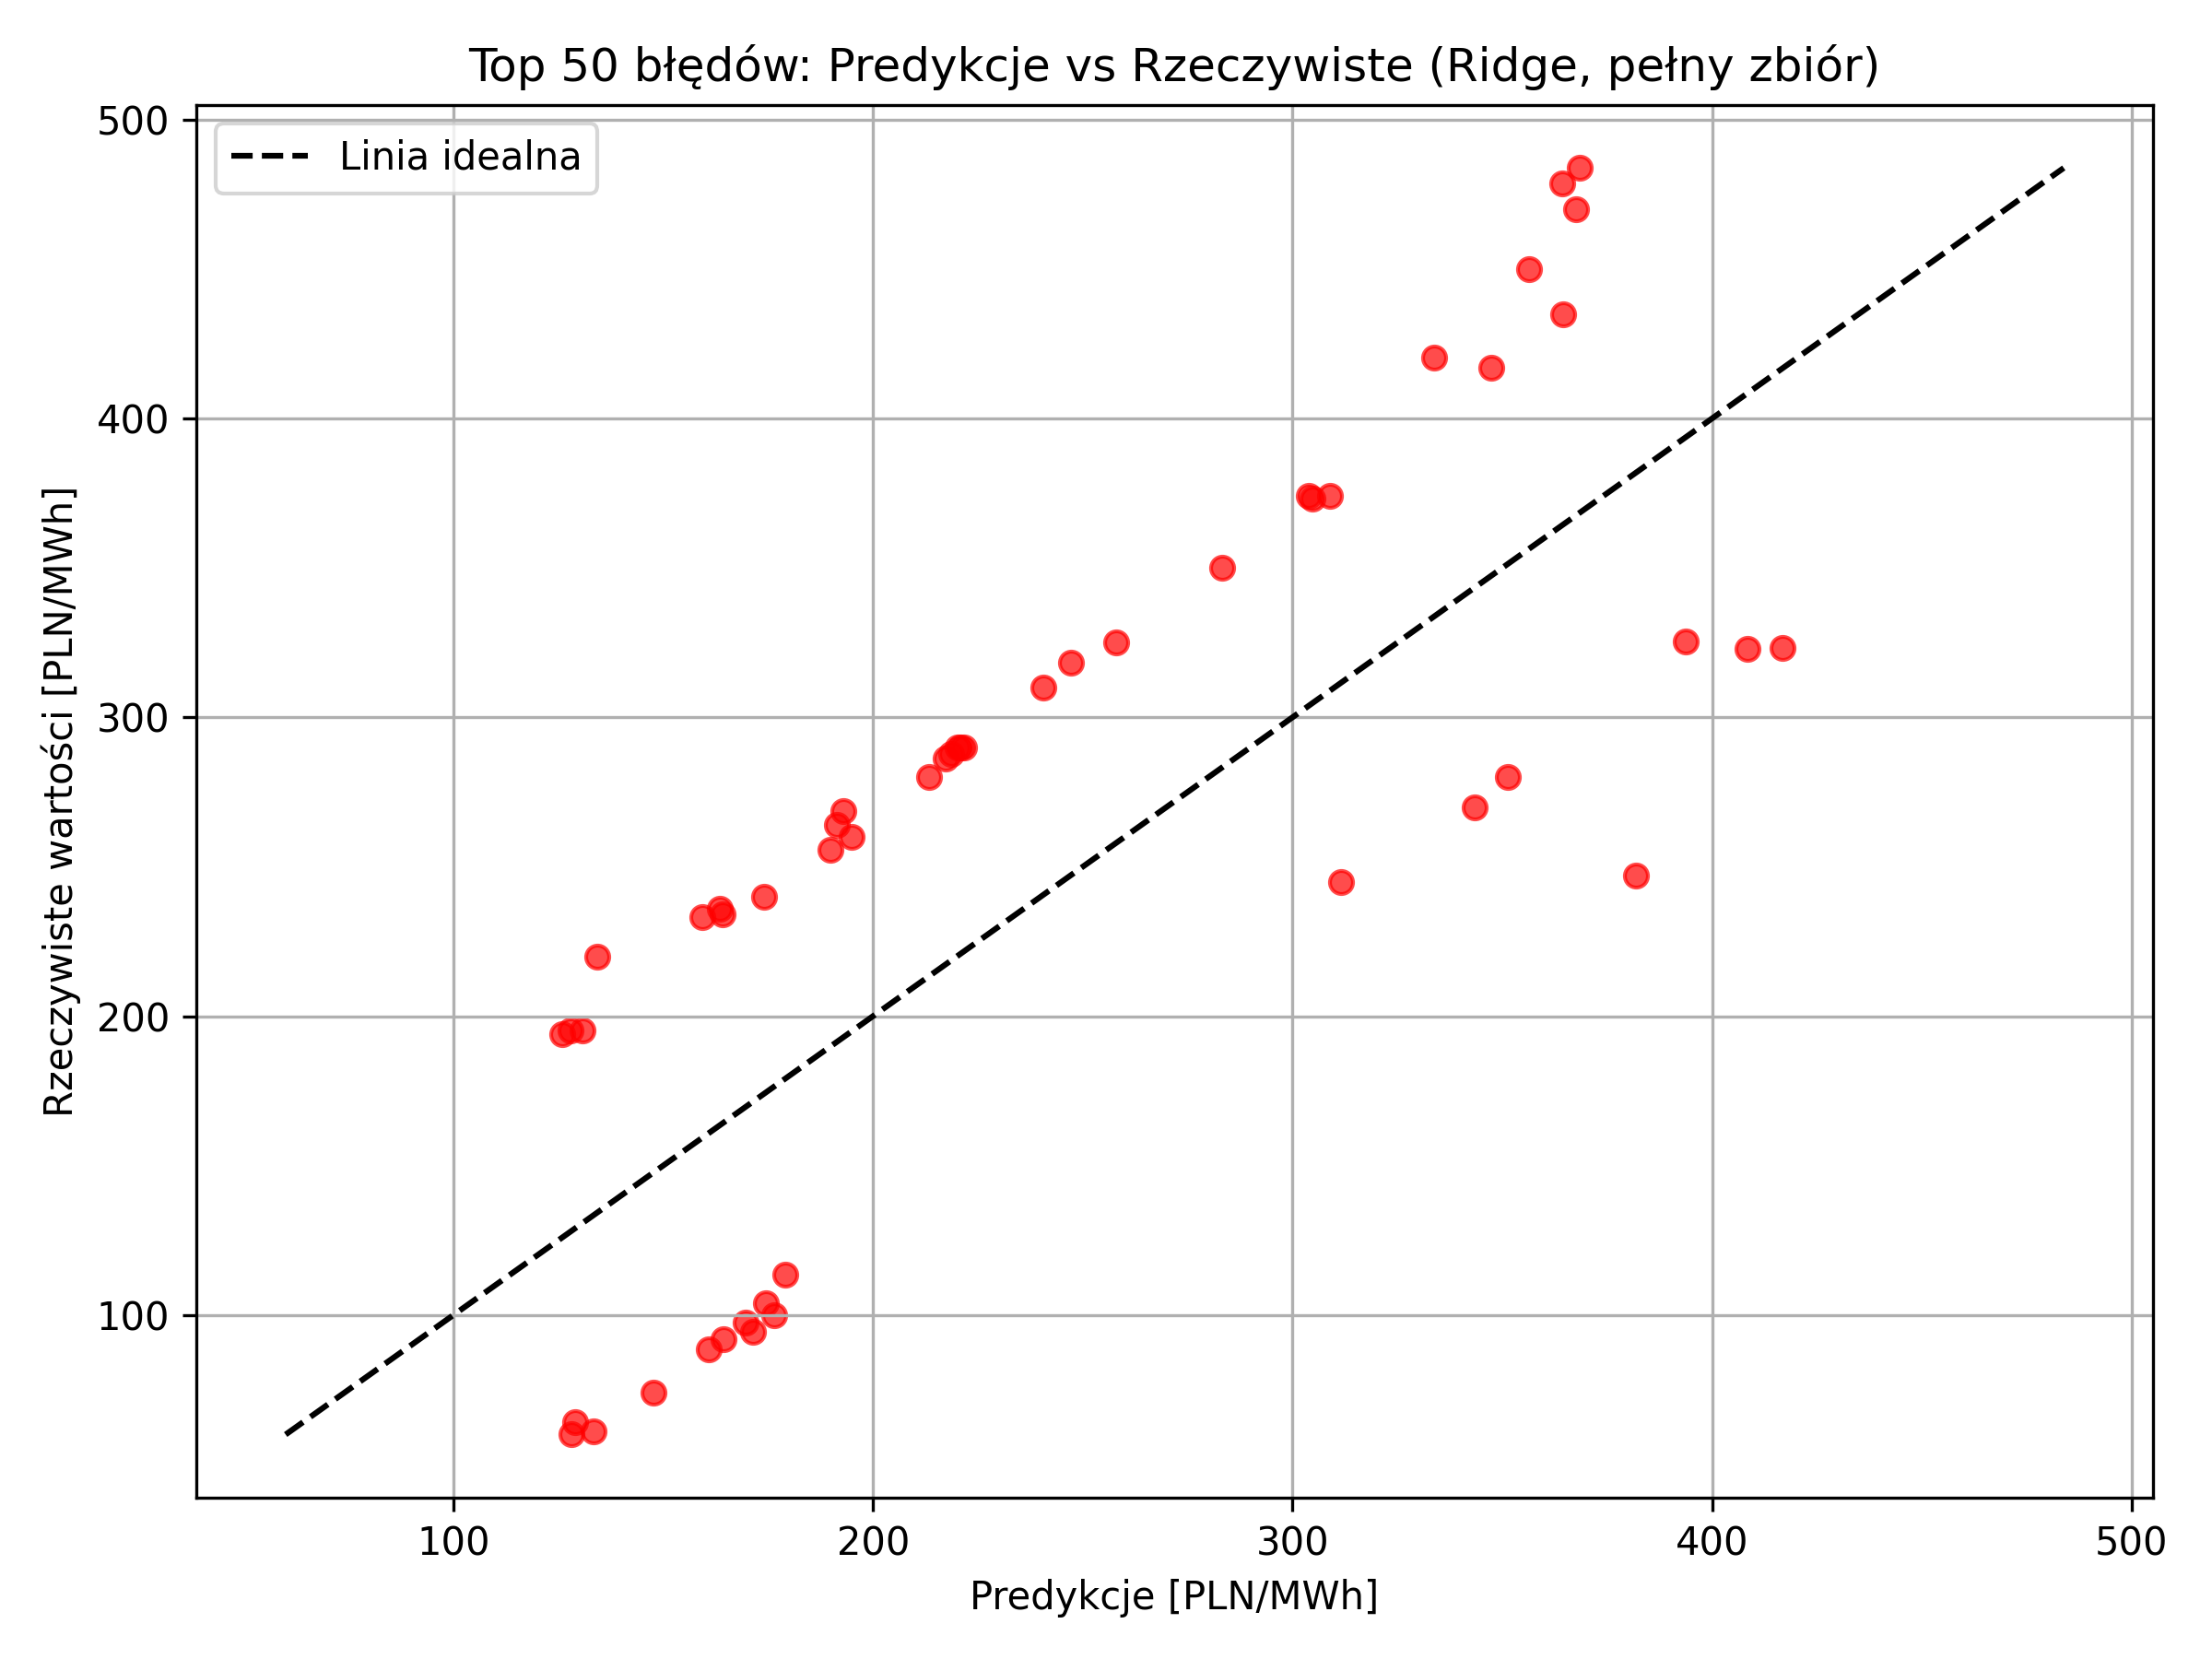 Top 50 błędów: Predykcje vs Rzeczywiste (Ridge, pełny zbiór)
Linia idealna
Rzeczywiste wartości [PLN/MWh]
500
400
300
200
100
100 200 300 400 500
Predykcje [PLN/MWh]